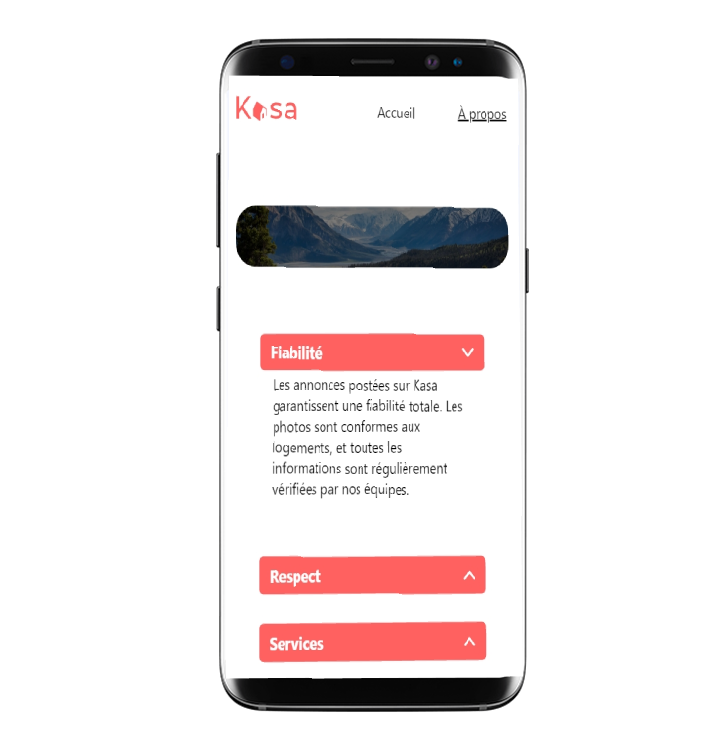 Kasa
Accueil À propos
Fiabilité
Les annonces postées sur Kasa
garantissent une fiabilité totale. Les
photos sont conformes aux
logements, et toutes les
informations sont régulièrement
vérifiées par nos équipes.
Respect
Services